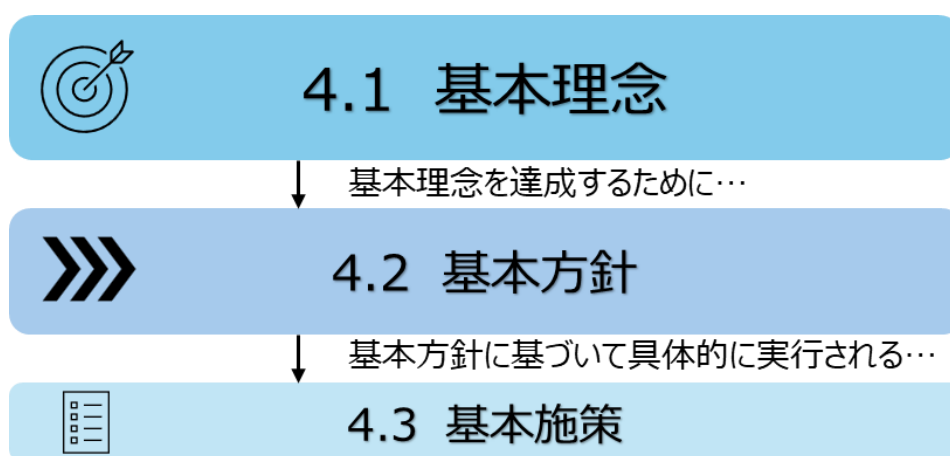 4.1 基本理念
基本理念を達成するために…
4.2 基本方針
基本方針に基づいて具体的に実行される…
4.3 基本施策